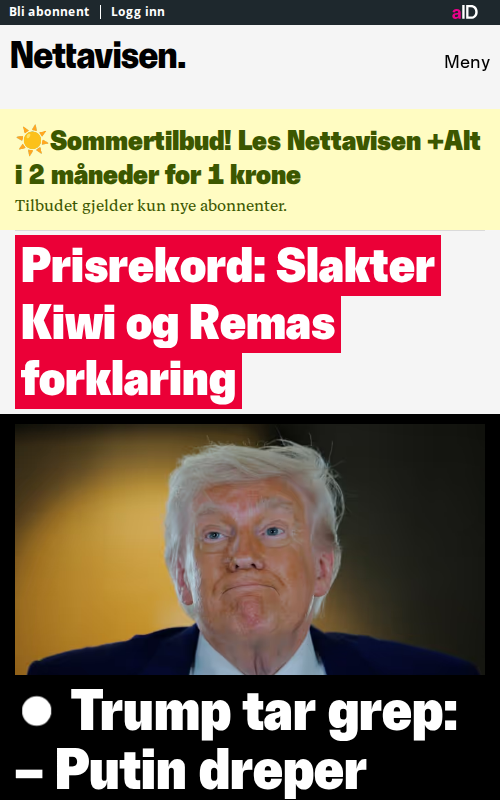 Bli abonnent | Logg inn
aID
Nettavisen.
Meny
☀️Sommertilbud! Les Nettavisen +Alt
i 2 måneder for 1 krone
Tilbudet gjelder kun nye abonnenter.
Prisrekord: Slakter
Kiwi og Remas
forklaring
Trump tar grep:
– Putin dreper